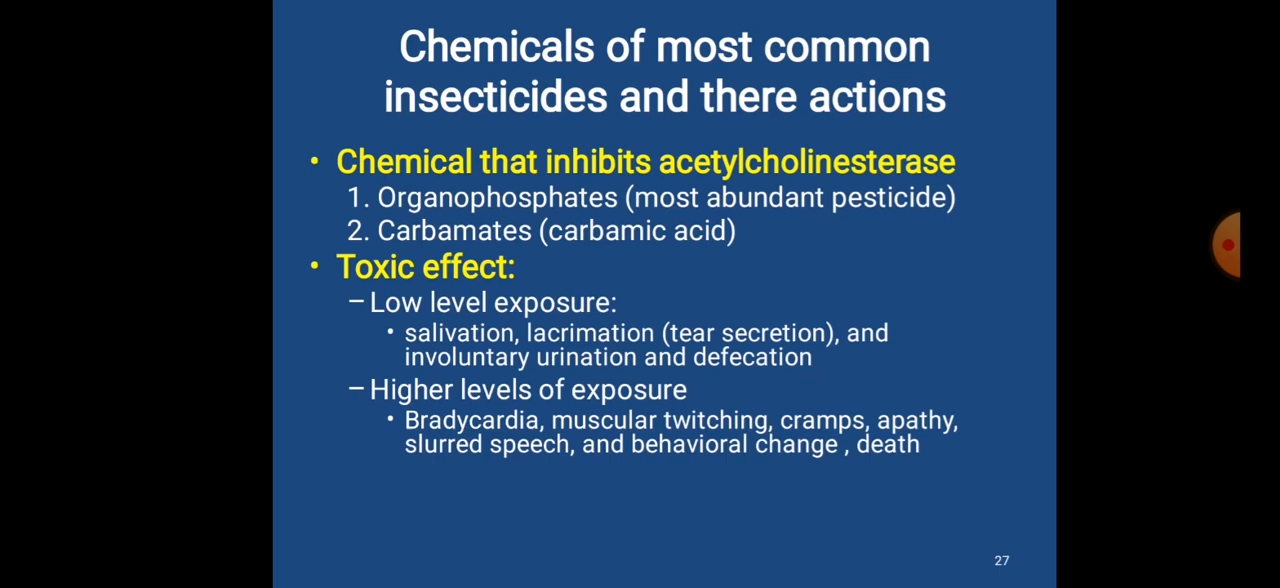 Chemicals of most common
insecticides and there actions
• Chemical that inhibits acetylcholinesterase
1. Organophosphates (most abundant pesticide)
2. Carbamates (carbamic acid)
• Toxic effect:
– Low level exposure:
• salivation, lacrimation (tear secretion), and
involuntary urination and defecation
– Higher levels of exposure
• Bradycardia, muscular twitching, cramps, apathy,
slurred speech, and behavioral change , death
27